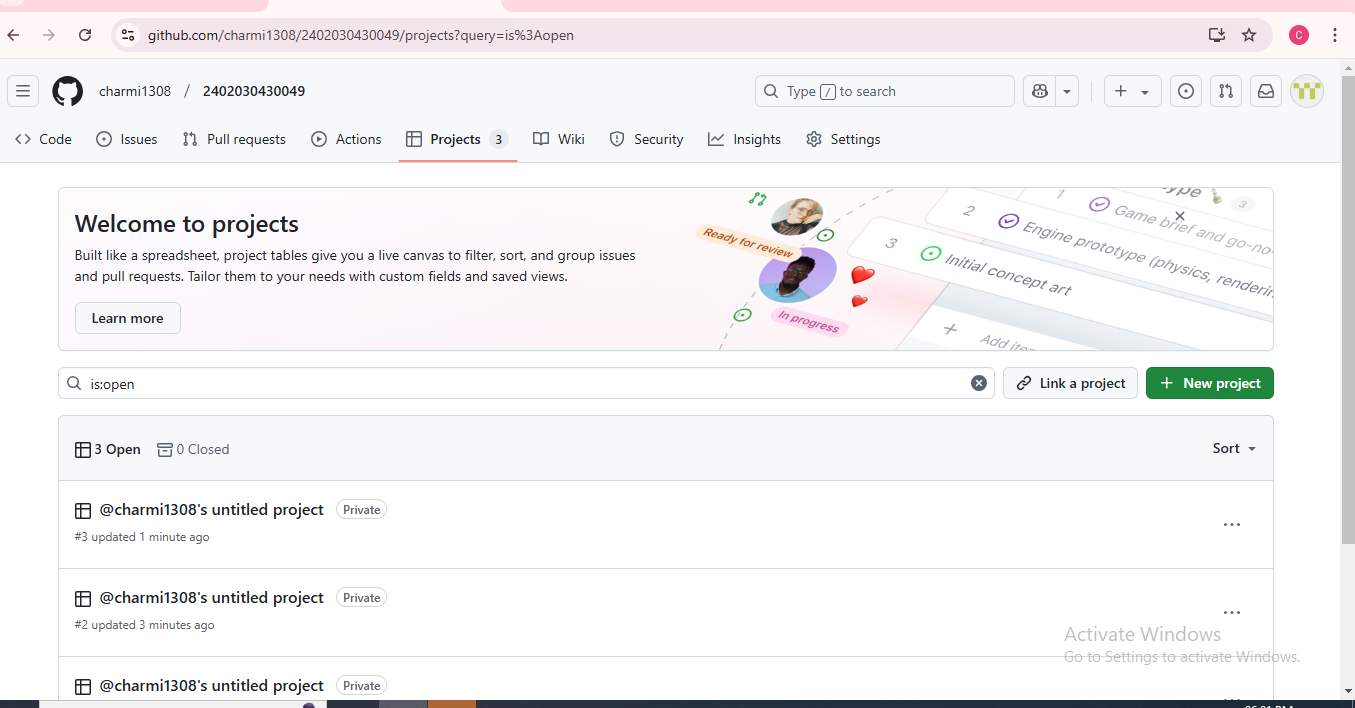 github.com/charmi1308/2402030430049/projects?query=is%3Aopen
C
charmi1308 / 2402030430049
Type / to search
Code Issues Pull requests Actions Projects 3 Wiki Security Insights Settings
Welcome to projects
Built like a spreadsheet, project tables give you a live canvas to filter, sort, and group issues
and pull requests. Tailor them to your needs with custom fields and saved views.
Learn more
Ready for review
In progress
3
1 Game brief and go-no-
2 Engine prototype (physics, renderin
3 Initial concept art
+ Add
is:open
Link a project
New project
3 Open 0 Closed
Sort
@charmi1308's untitled project Private
#3 updated 1 minute ago
@charmi1308's untitled project Private
#2 updated 3 minutes ago
Activate Windows
Go to Settings to activate Windows.
@charmi1308's untitled project Private